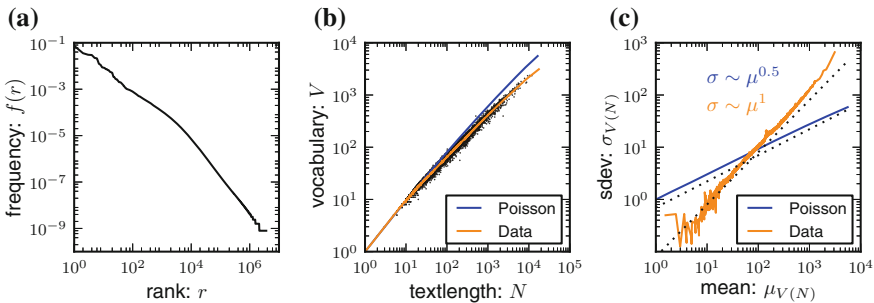 (a)
10^-1
10^-3
10^-5
10^-7
10^-9
frequency: f(r)
10^0 10^2 10^4 10^6
rank: r
(b)
10^4
10^3
10^2
10^1
10^0
vocabulary: V
Poisson
Data
10^0 10^1 10^2 10^3 10^4 10^5
textlength: N
(c)
10^3
10^2
10^1
10^0
10^-1
sdev: σ_V(N)
σ ∼ μ^0.5
σ ∼ μ^1
Poisson
Data
10^0 10^1 10^2 10^3 10^4
mean: μ_V(N)